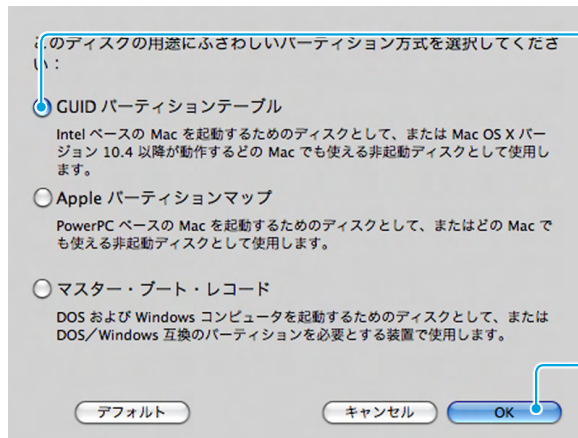 このディスクの用途にふさわしいパーティション方式を選択してくださ
い：
GUID パーティションテーブル
Intel ベースの Mac を起動するためのディスクとして、または Mac OS X バー
ジョン 10.4 以降が動作するどの Mac でも使える非起動ディスクとして使用し
ます。
Apple パーティションマップ
PowerPC ベースの Mac を起動するためのディスクとして、またはどの Mac で
も使える非起動ディスクとして使用します。
マスター・ブート・レコード
DOS および Windows コンピュータを起動するためのディスクとして、または
DOS／Windows 互換のパーティションを必要とする装置で使用します。
デフォルト キャンセル OK